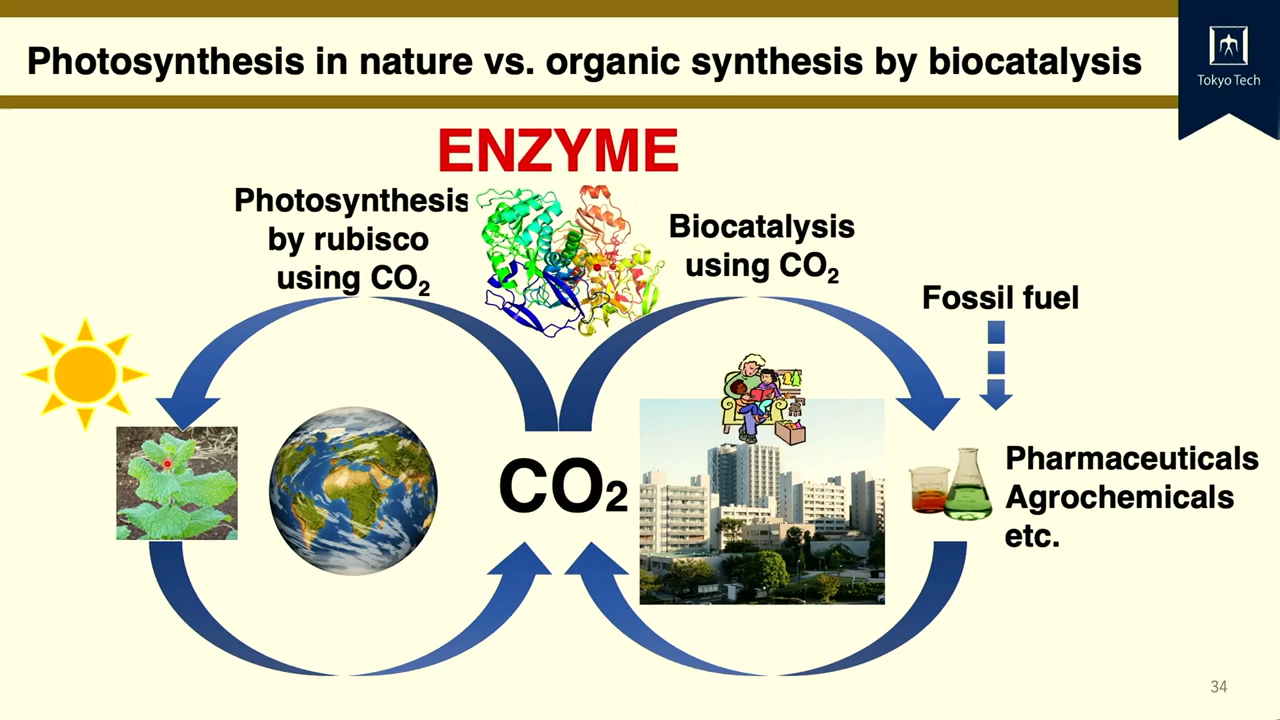 Photosynthesis in nature vs. organic synthesis by biocatalysis
Tokyo Tech
ENZYME
Photosynthesis
by rubisco
using CO₂
Biocatalysis
using CO₂
Fossil fuel
CO₂
Pharmaceuticals
Agrochemicals
etc.
34